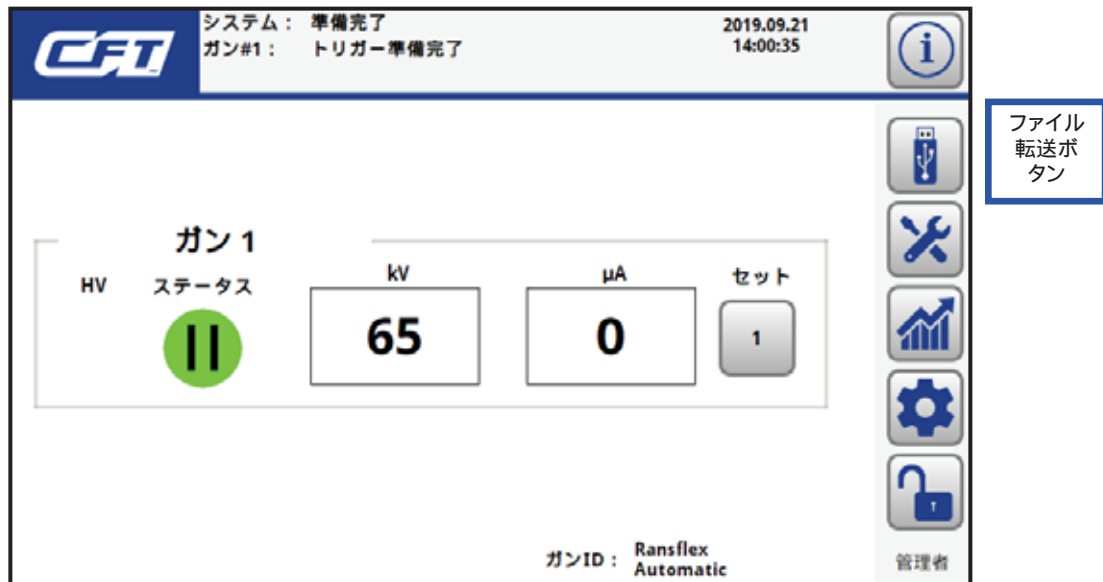 CFT
システム： 準備完了
ガン#1： トリガー準備完了
2019.09.21
14:00:35
i
ファイル
転送ボ
タン
ガン 1
HV ステータス kV µA セット
65 0 1
ガンID： Ransflex
Automatic
管理者